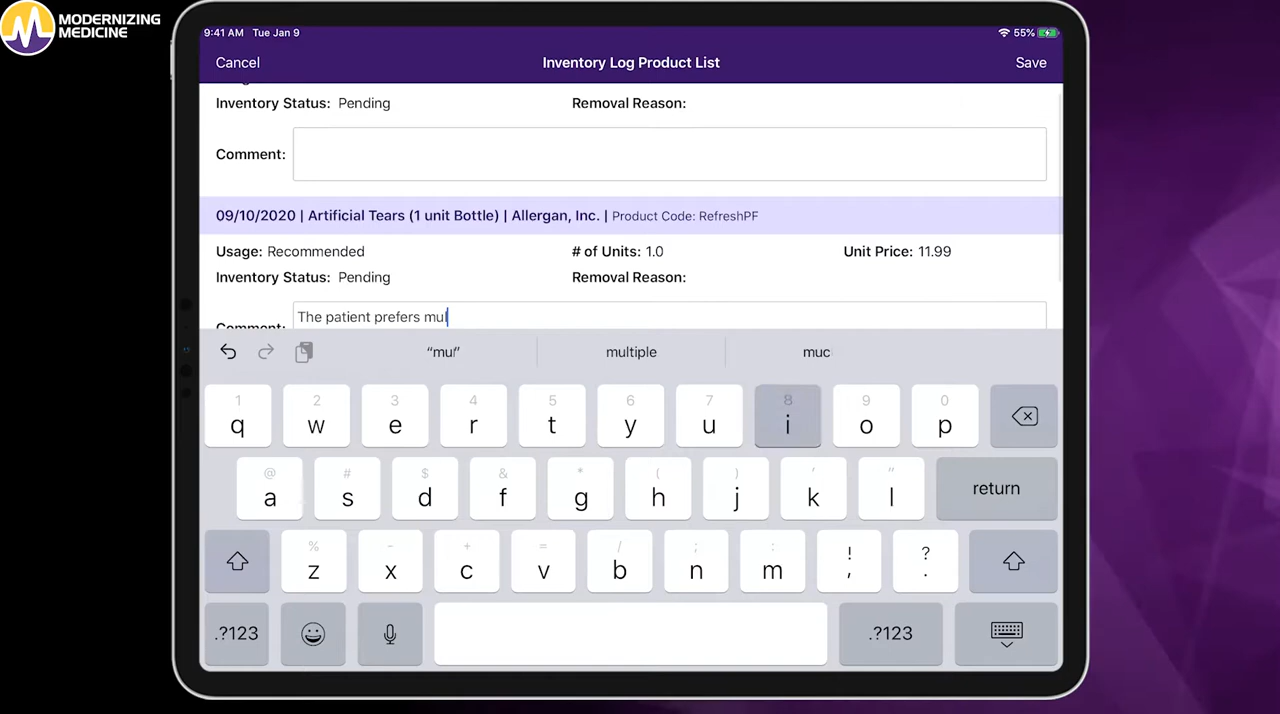 MODERNIZING
MEDICINE
9:41 AM Tue Jan 9
55%
Cancel
Inventory Log Product List
Save
Inventory Status: Pending
Removal Reason:
Comment:
09/10/2020 | Artificial Tears (1 unit Bottle) | Allergan, Inc. | Product Code: RefreshPF
Usage: Recommended
# of Units: 1.0
Unit Price: 11.99
Inventory Status: Pending
Removal Reason:
Comment:
The patient prefers mul
multiple
muc
1 2 3 4 5 6 7 8 9 0
q w e r t y u i o p
@ # $ & * ( ) ' "
a s d f g h j k l return
% - + = / ; : ! ?
z x c v b n m , .
.?123 .?123